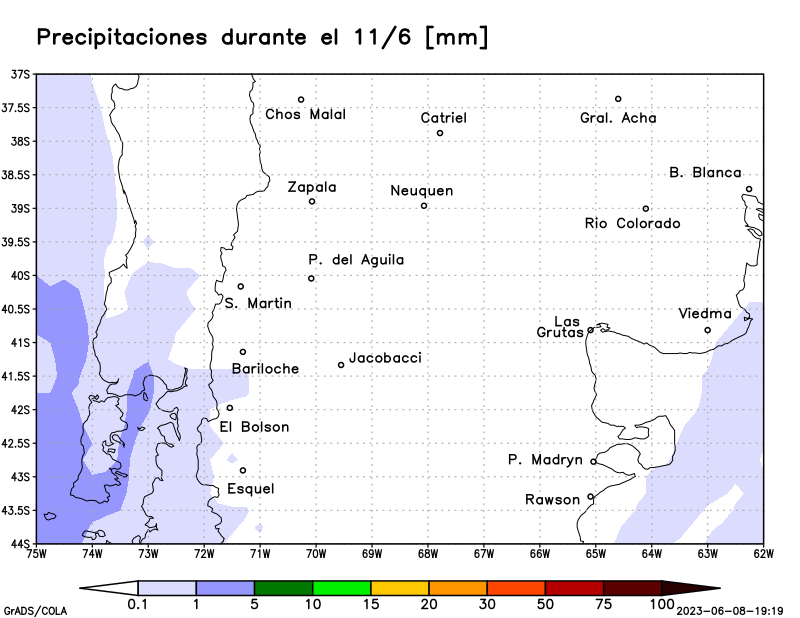 Precipitaciones durante el 11/6 [mm]
37S
Chos Malal
Gral. Acha
37.5S
Catriel
38S
B. Blanca
38.5S
Zapala
Neuquen
39S
Rio Colorado
39.5S
P. del Aguila
40S
S. Martin
40.5S
Viedma
Las
Grutas
41S
Bariloche
Jacobacci
41.5S
42S
El Bolson
42.5S
P. Madryn
43S
Esquel
Rawson
43.5S
44S
75W 74W 73W 72W 71W 70W 69W 68W 67W 66W 65W 64W 63W 62W
0.1 1 5 10 15 20 30 50 75 100
GrADS/COLA
2023-06-08-19:19